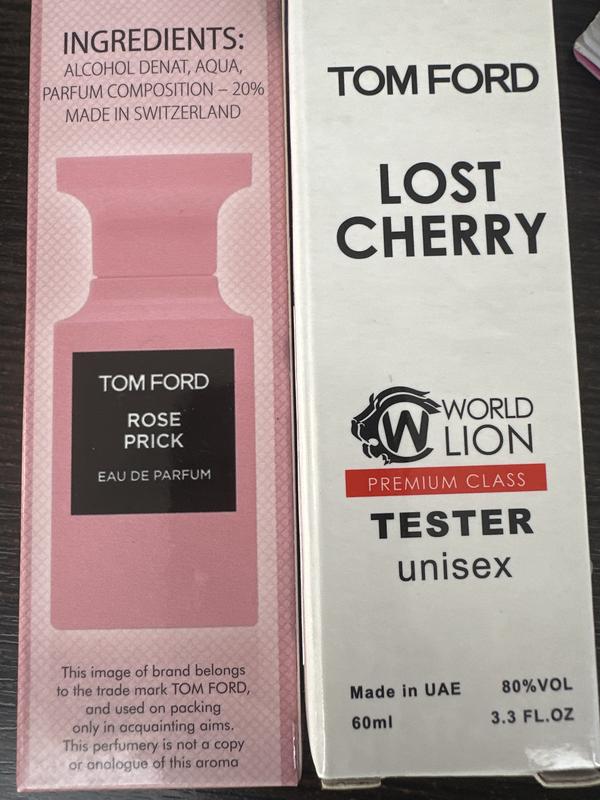 INGREDIENTS:
ALCOHOL DENAT, AQUA,
PARFUM COMPOSITION – 20%
MADE IN SWITZERLAND
TOM FORD
ROSE
PRICK
EAU DE PARFUM
This image of brand belongs
to the trade mark TOM FORD,
and used on packing
only in acquainting aims.
This perfumery is not a copy
or analogue of this aroma
TOM FORD
LOST
CHERRY
W WORLD
LION
PREMIUM CLASS
TESTER
unisex
Made in UAE 80%VOL
60ml 3.3 FL.OZ